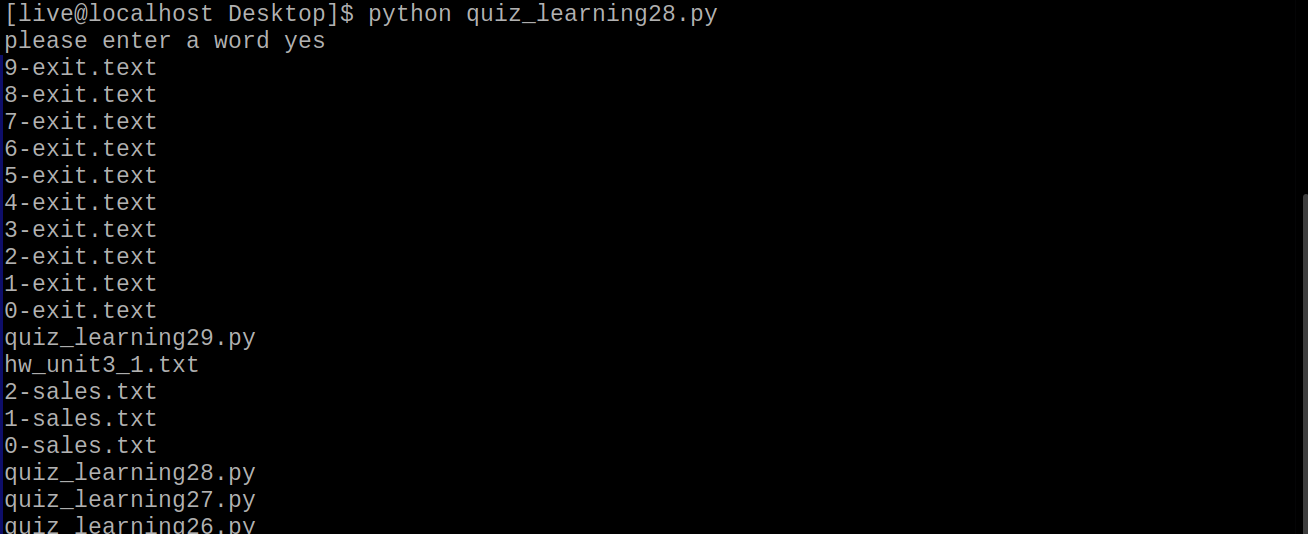 [live@localhost Desktop]$ python quiz_learning28.py
please enter a word yes
9-exit.text
8-exit.text
7-exit.text
6-exit.text
5-exit.text
4-exit.text
3-exit.text
2-exit.text
1-exit.text
0-exit.text
quiz_learning29.py
hw_unit3_1.txt
2-sales.txt
1-sales.txt
0-sales.txt
quiz_learning28.py
quiz_learning27.py
quiz_learning26.py